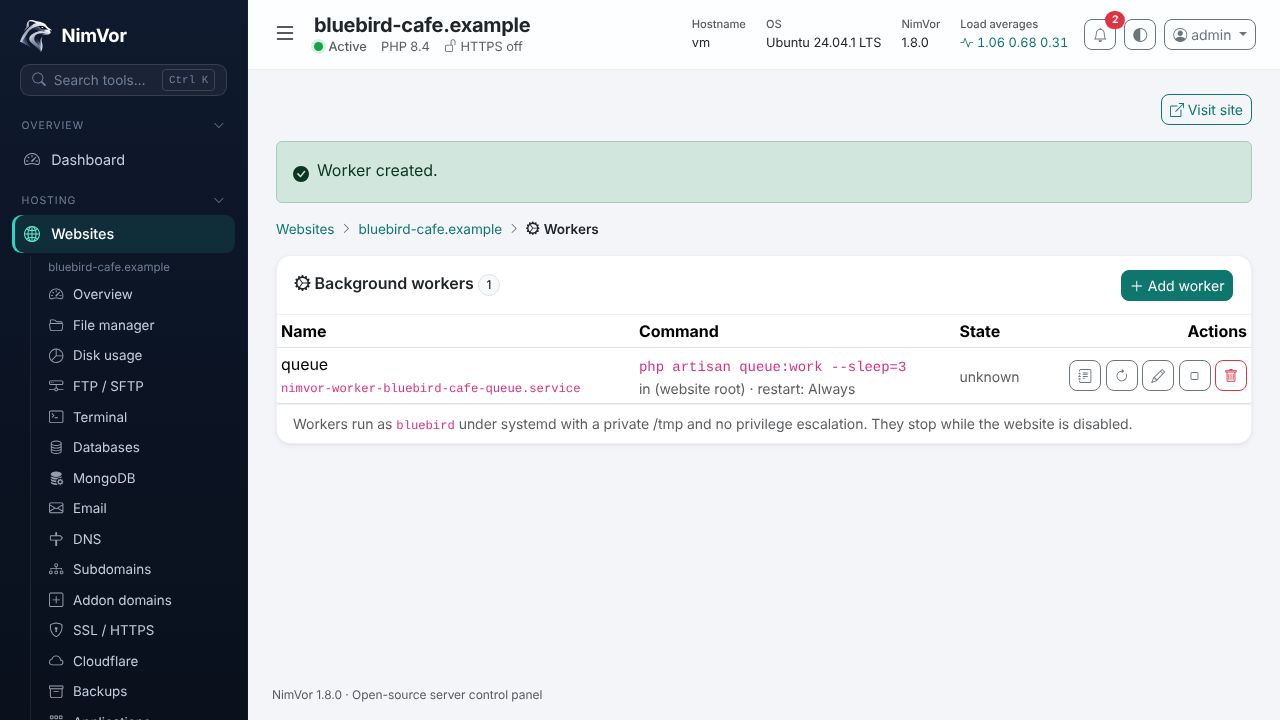 NimVor
Search tools... Ctrl K
OVERVIEW
Dashboard
HOSTING
Websites
bluebird-cafe.example
Overview
File manager
Disk usage
FTP / SFTP
Terminal
Databases
MongoDB
Email
DNS
Subdomains
Addon domains
SSL / HTTPS
Cloudflare
Backups
Applications
bluebird-cafe.example
Active PHP 8.4 HTTPS off
Hostname
vm
OS
Ubuntu 24.04.1 LTS
NimVor
1.8.0
Load averages
1.06 0.68 0.31
2
admin
Visit site
Worker created.
Websites > bluebird-cafe.example > Workers
Background workers 1
+ Add worker
Name Command State Actions
queue
nimvor-worker-bluebird-cafe-queue.service
php artisan queue:work --sleep=3
in (website root) · restart: Always
unknown
Workers run as bluebird under systemd with a private /tmp and no privilege escalation. They stop while the website is disabled.
NimVor 1.8.0 · Open-source server control panel